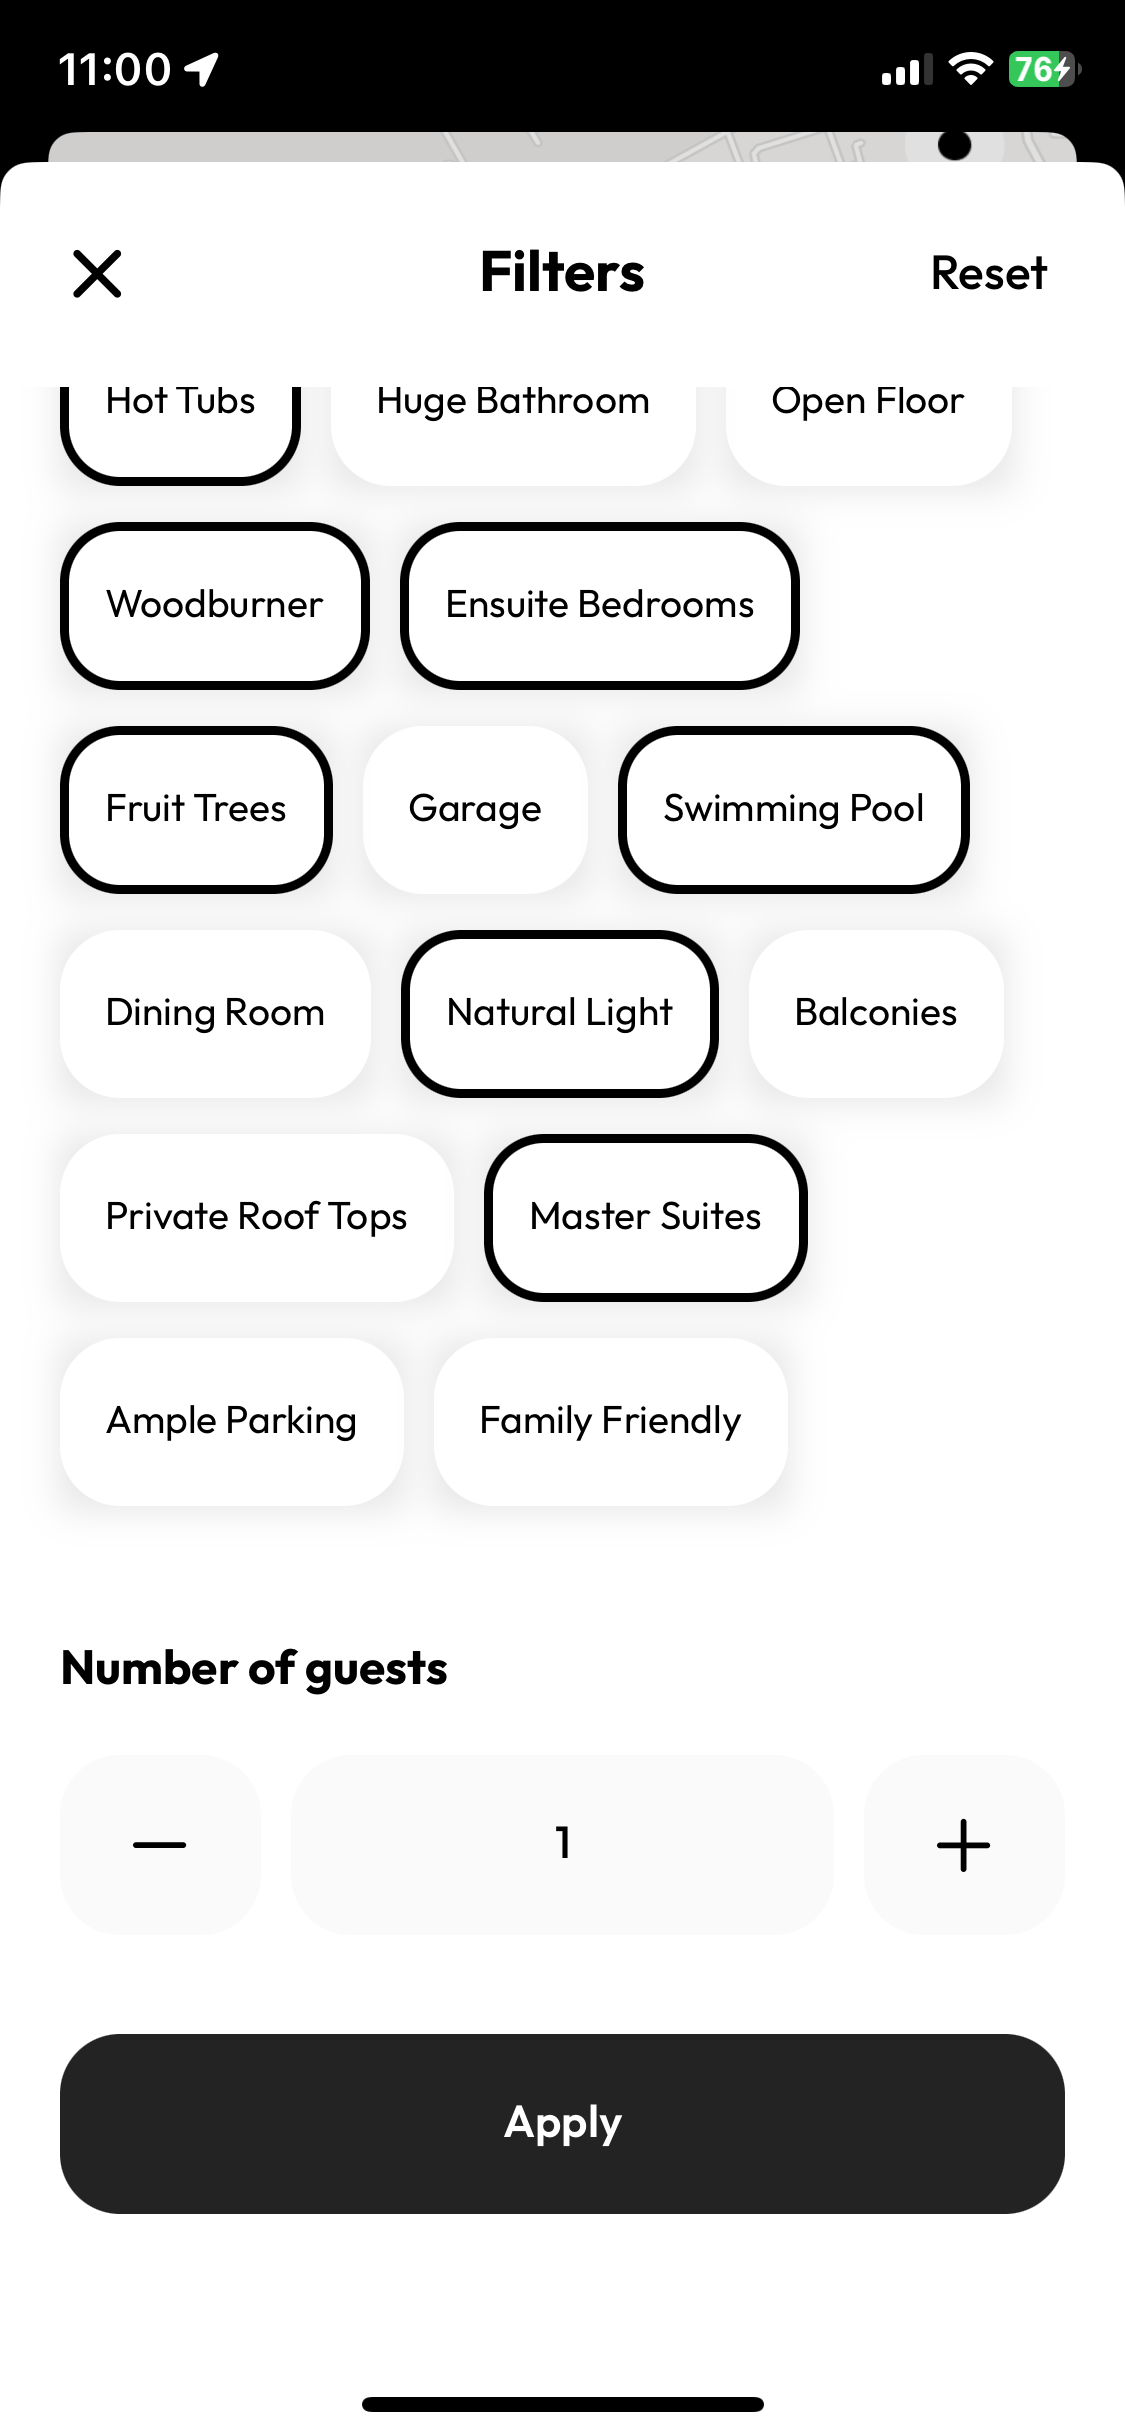 11:00 76
Filters Reset
Hot Tubs Huge Bathroom Open Floor
Woodburner Ensuite Bedrooms
Fruit Trees Garage Swimming Pool
Dining Room Natural Light Balconies
Private Roof Tops Master Suites
Ample Parking Family Friendly
Number of guests
1
Apply